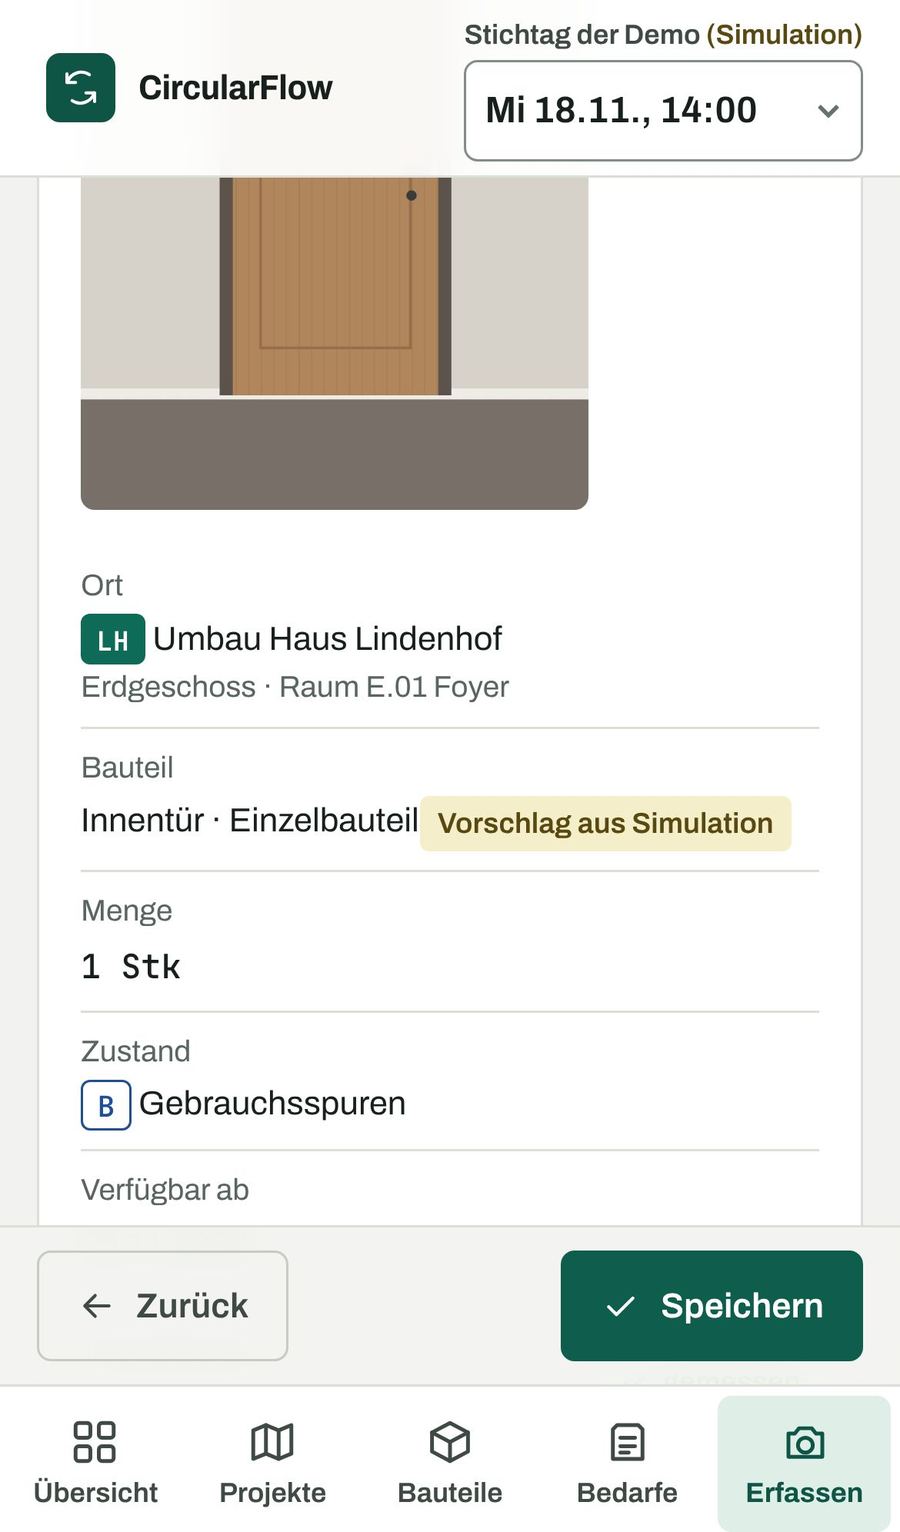 Stichtag der Demo (Simulation)
CircularFlow
Mi 18.11., 14:00
Ort
LH Umbau Haus Lindenhof
Erdgeschoss · Raum E.01 Foyer
Bauteil
Innentür · Einzelbauteil Vorschlag aus Simulation
Menge
1 Stk
Zustand
B Gebrauchsspuren
Verfügbar ab
Zurück
Speichern
gemessen
Übersicht
Projekte
Bauteile
Bedarfe
Erfassen